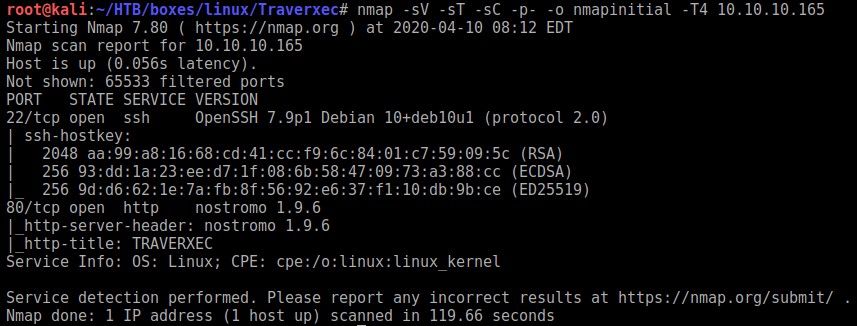 root@kali:~/HTB/boxes/linux/Traverxec# nmap -sV -sT -sC -p- -o nmapinitial -T4 10.10.10.165
Starting Nmap 7.80 ( https://nmap.org ) at 2020-04-10 08:12 EDT
Nmap scan report for 10.10.10.165
Host is up (0.056s latency).
Not shown: 65533 filtered ports
PORT   STATE SERVICE VERSION
22/tcp open  ssh     OpenSSH 7.9p1 Debian 10+deb10u1 (protocol 2.0)
| ssh-hostkey:
|   2048 aa:99:a8:16:68:cd:41:cc:f9:6c:84:01:c7:59:09:5c (RSA)
|   256 93:dd:1a:23:ee:d7:1f:08:6b:58:47:09:73:a3:88:cc (ECDSA)
|_  256 9d:d6:62:1e:7a:fb:8f:56:92:e6:37:f1:10:db:9b:ce (ED25519)
80/tcp open  http    nostromo 1.9.6
|_http-server-header: nostromo 1.9.6
|_http-title: TRAVERXEC
Service Info: OS: Linux; CPE: cpe:/o:linux:linux_kernel
Service detection performed. Please report any incorrect results at https://nmap.org/submit/ .
Nmap done: 1 IP address (1 host up) scanned in 119.66 seconds